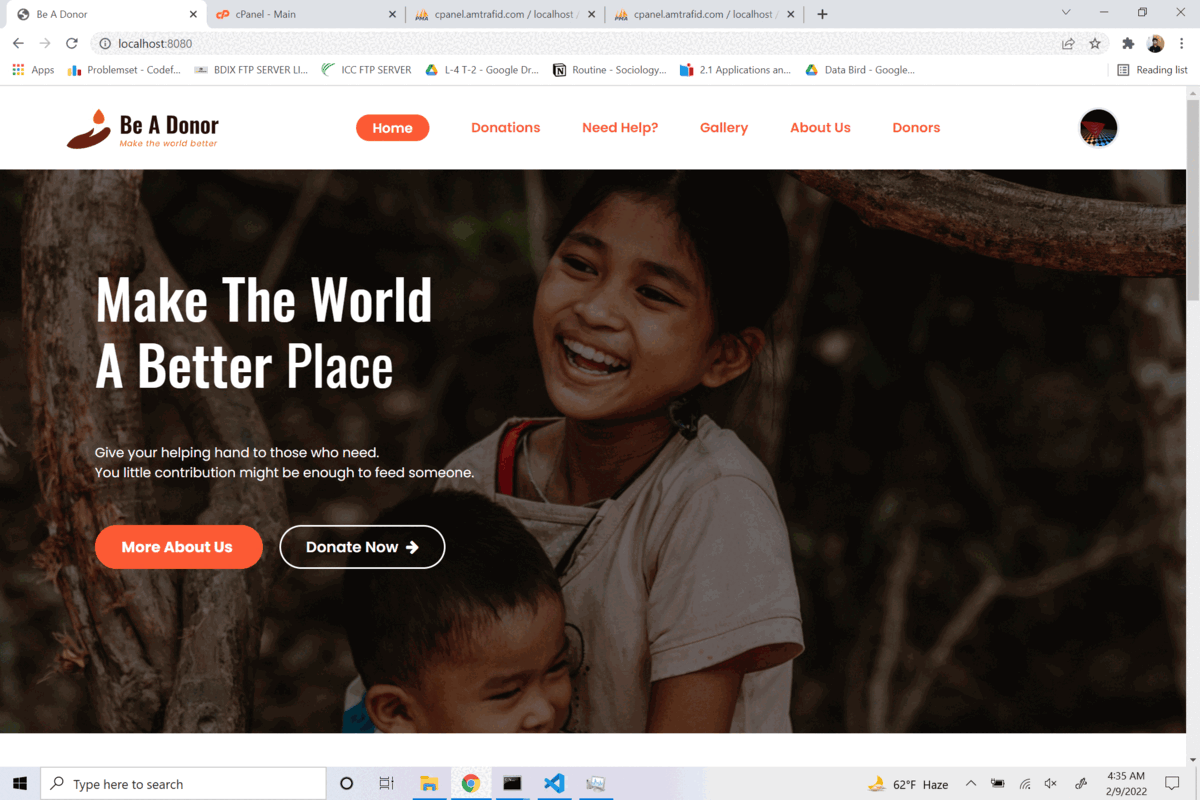 Be A Donor
cPanel - Main
cpanel.amtrafid.com / localhost /
cpanel.amtrafid.com / localhost /
localhost:8080
Apps
Problemset - Codef...
BDIX FTP SERVER LI...
ICC FTP SERVER
L-4 T-2 - Google Dr...
Routine - Sociology...
2.1 Applications an...
Data Bird - Google...
Reading list
Be A Donor
Make the world better
Home
Donations
Need Help?
Gallery
About Us
Donors
Make The World
A Better Place
Give your helping hand to those who need.
You little contribution might be enough to feed someone.
More About Us
Donate Now
Type here to search
62°F Haze
4:35 AM
2/9/2022